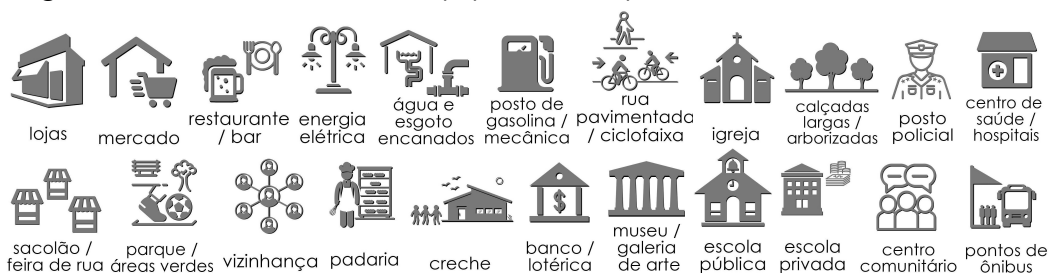 lojas
mercado
restaurante
/ bar
energia
elétrica
água e
esgoto
encanados
posto de
gasolina /
mecânica
rua
pavimentada
/ ciclofaixa
igreja
calçadas
largas /
arborizadas
posto
policial
centro de
saúde /
hospitais
sacolão /
feira de rua
parque /
áreas verdes
vizinhança
padaria
creche
$
banco /
lotérica
museu /
galeria
de arte
escola
pública
escola
privada
centro
comunitário
pontos de
ônibus